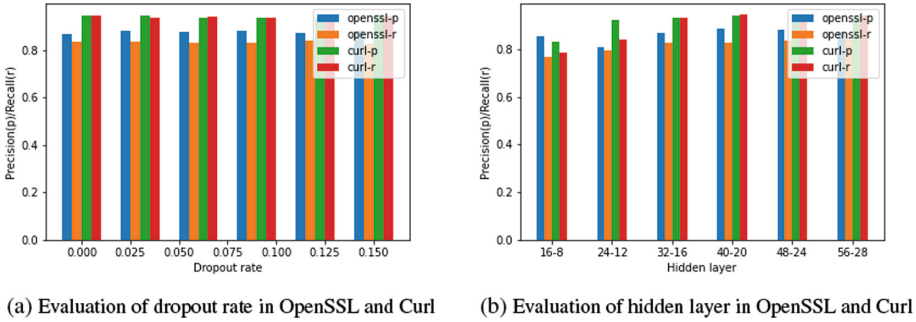 openssl-p
openssl-r
curl-p
curl-r
Precision(p)/Recall(r)
0.8
0.6
0.4
0.2
0.0
0.000 0.025 0.050 0.075 0.100 0.125 0.150
Dropout rate
(a) Evaluation of dropout rate in OpenSSL and Curl
openssl-p
openssl-r
curl-p
curl-r
Precision(p)/Recall(r)
0.8
0.6
0.4
0.2
0.0
16-8 24-12 32-16 40-20 48-24 56-28
Hidden layer
(b) Evaluation of hidden layer in OpenSSL and Curl